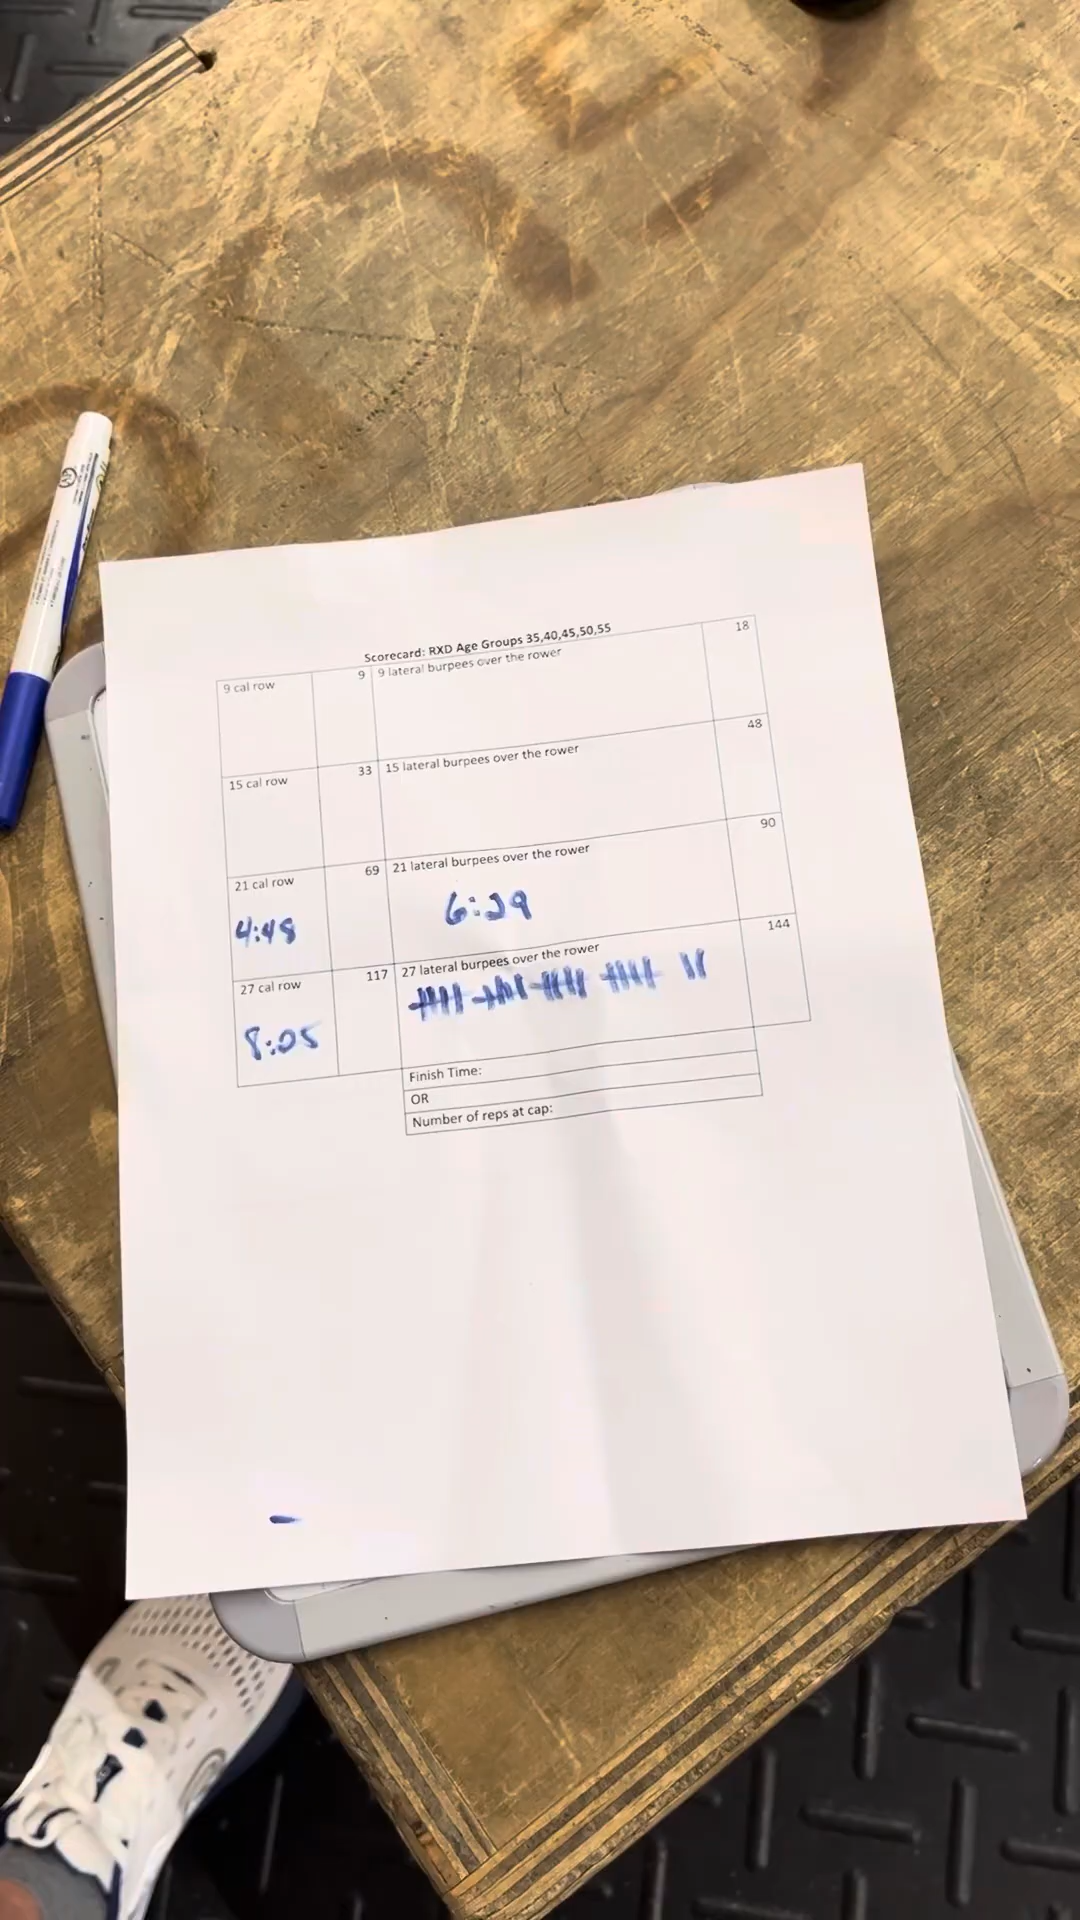 Scorecard: RXD Age Groups 35,40,45,50,55
9 cal row 9 9 lateral burpees over the rower 18
15 cal row 33 15 lateral burpees over the rower 48
21 cal row 69 21 lateral burpees over the rower 90
4:48 6:29
27 cal row 117 27 lateral burpees over the rower 144
8:05
Finish Time:
OR
Number of reps at cap: